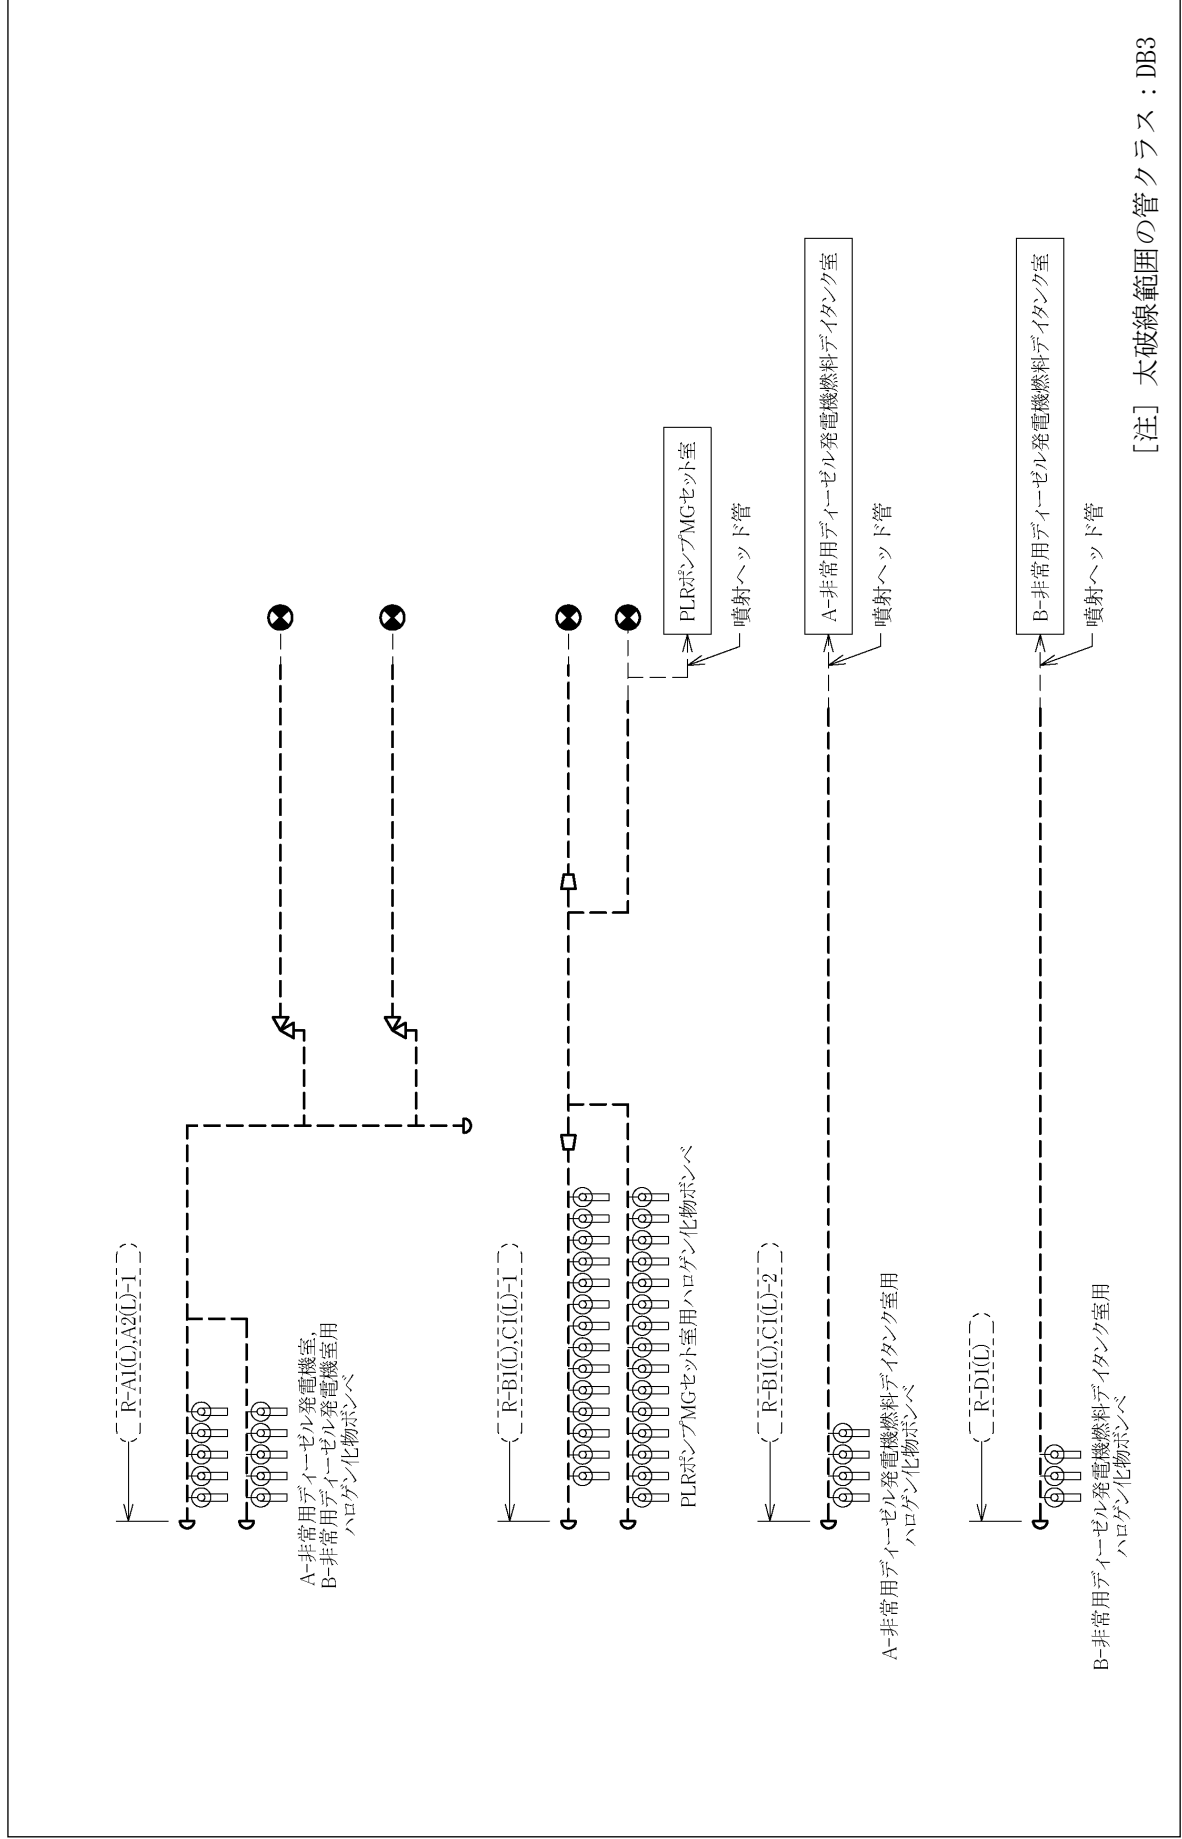 R-A1(L),A2(L)-1
A-非常用ディーゼル発電機室,
B-非常用ディーゼル発電機室用
ハロゲン化物ボンベ
R-B1(L),C1(L)-1
PLRポンプMGセット室用ハロゲン化物ボンベ
PLRポンプMGセット室
噴射ヘッド管
R-B1(L),C1(L)-2
A-非常用ディーゼル発電機燃料デイタンク室用
ハロゲン化物ボンベ
A-非常用ディーゼル発電機燃料デイタンク室
噴射ヘッド管
R-D1(L)
B-非常用ディーゼル発電機燃料デイタンク室用
ハロゲン化物ボンベ
B-非常用ディーゼル発電機燃料デイタンク室
噴射ヘッド管
[注] 太破線範囲の管クラス：DB3